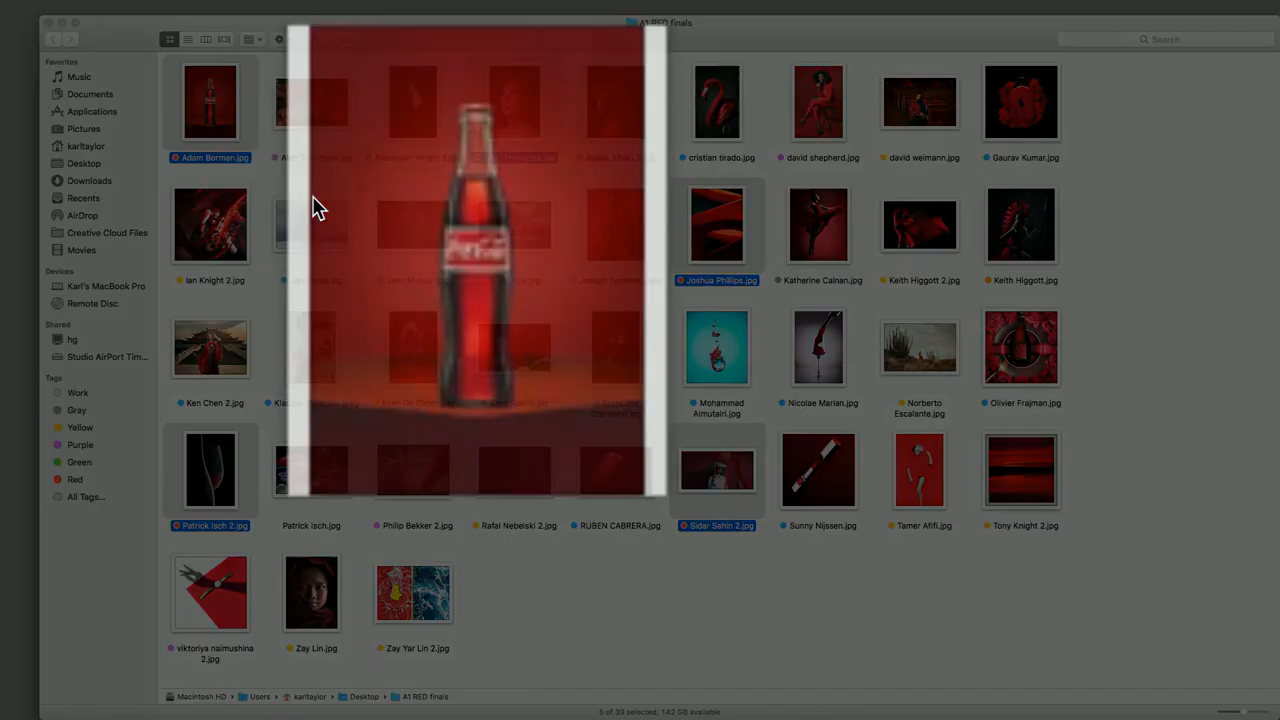 A1 RED finals
Search
Favorites
Music
Documents
Applications
Pictures
karltaylor
Desktop
Downloads
Recents
AirDrop
Creative Cloud Files
Movies
Devices
Karl's MacBook Pro
Remote Disc
Shared
hg
Studio AirPort Tim...
Tags
Work
Gray
Yellow
Purple
Green
Red
All Tags...
Adam Borman.jpg
cristian tirado.jpg
david shepherd.jpg
david weimann.jpg
Gaurav Kumar.jpg
Ian Knight 2.jpg
Joshua Phillips.jpg
Katherine Calnan.jpg
Keith Higgott 2.jpg
Keith Higgott.jpg
Ken Chen 2.jpg
Mohammad
Almutairi.jpg
Nicolae Marian.jpg
Norberto
Escalante.jpg
Olivier Frajman.jpg
Patrick Isch 2.jpg
Patrick Isch.jpg
Philip Bekker 2.jpg
Rafal Nebelski 2.jpg
RUBEN CABRERA.jpg
Sidar Sahin 2.jpg
Sunny Nijssen.jpg
Tamer Afifi.jpg
Tony Knight 2.jpg
viktoriya naimushina
2.jpg
Zay Lin.jpg
Zay Yar Lin 2.jpg
Macintosh HD
Users
karltaylor
Desktop
A1 RED finals
5 of 39 selected, 142 GB available